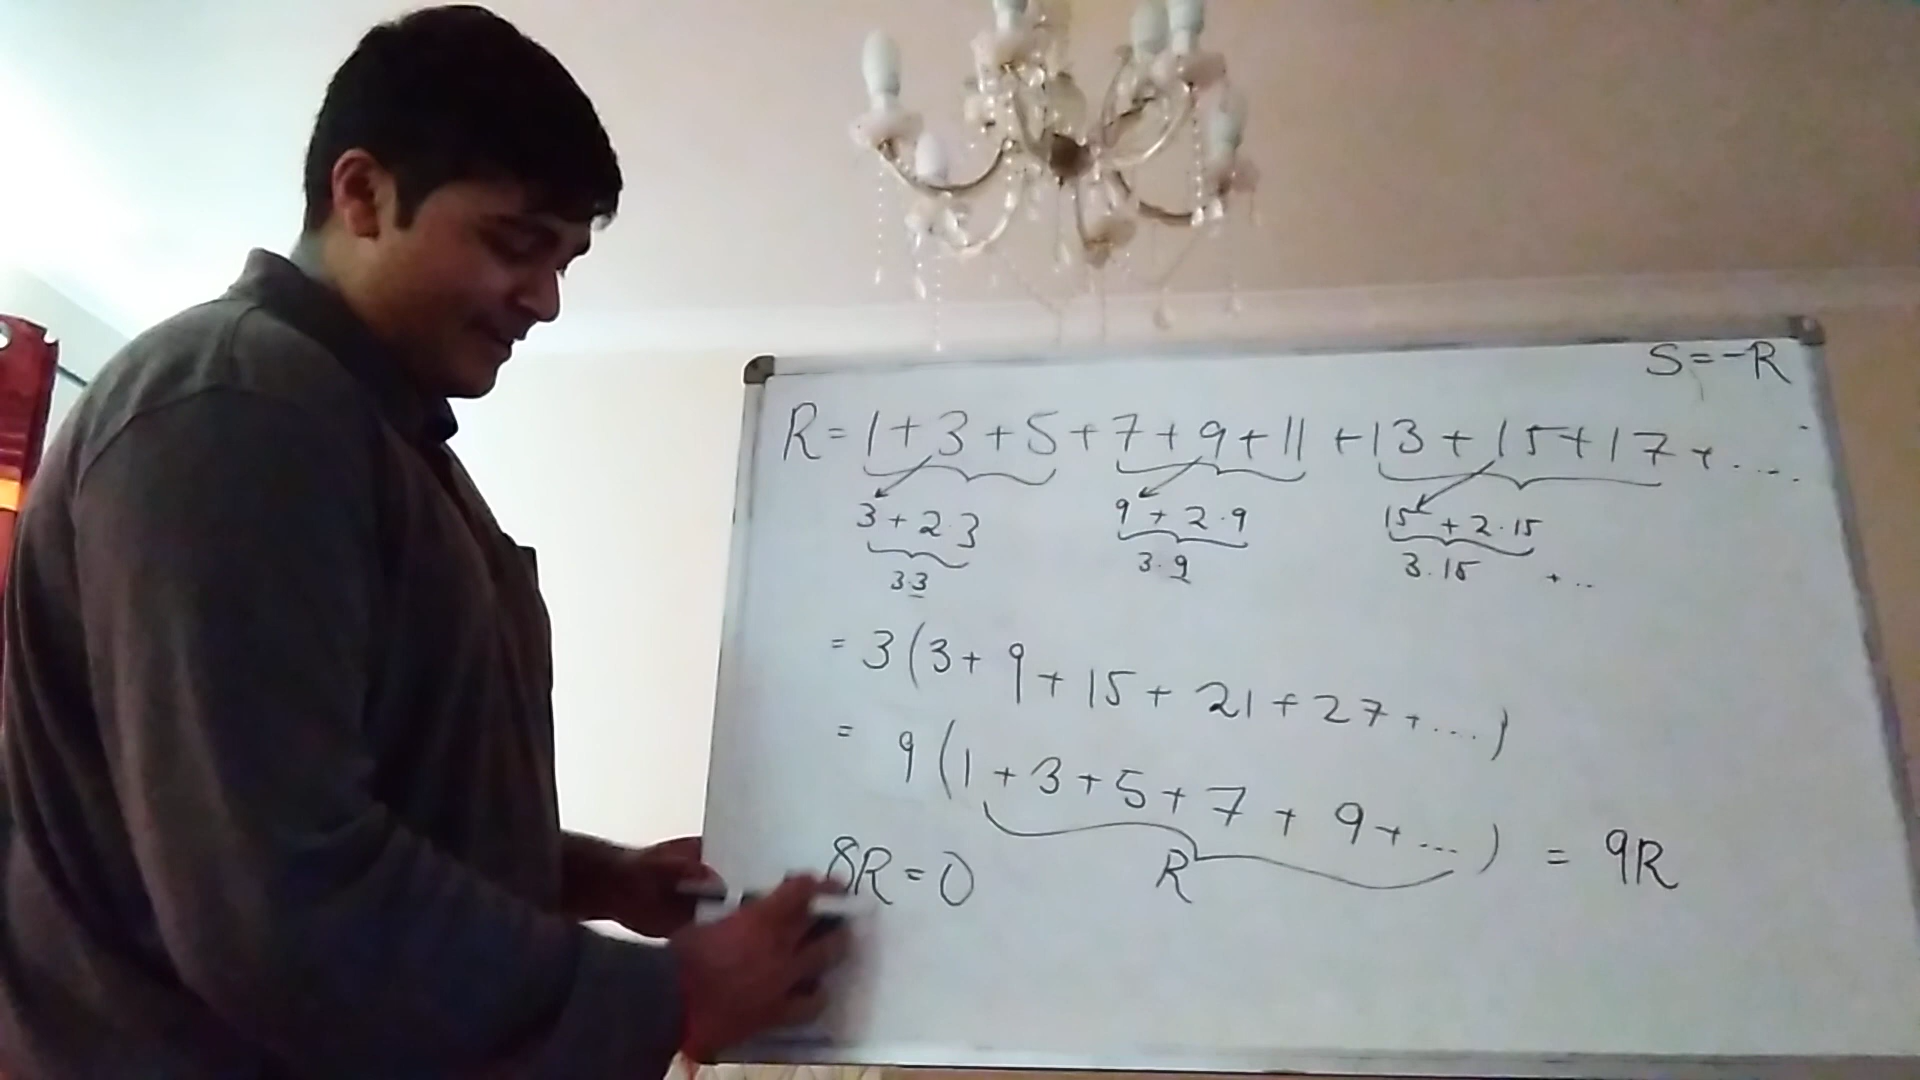 S=-R
R=1+3+5+7+9+11+13+15+17+....
3+2·3 9+2·9 15+2·15
3·3 3·9 3·15 +...
=3(3+9+15+21+27+....)
=9(1+3+5+7+9+...)=9R
8R=0 R